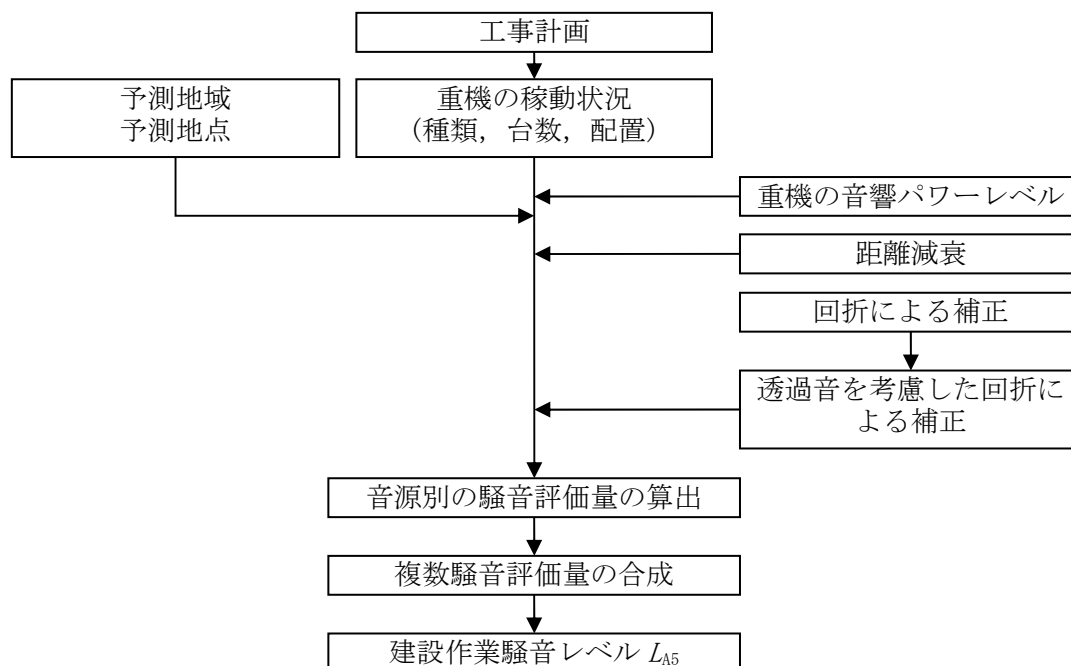 工事計画
予測地域
予測地点
重機の稼動状況
（種類，台数，配置）
重機の音響パワーレベル
距離減衰
回折による補正
透過音を考慮した回折に
よる補正
音源別の騒音評価量の算出
複数騒音評価量の合成
建設作業騒音レベル LA5